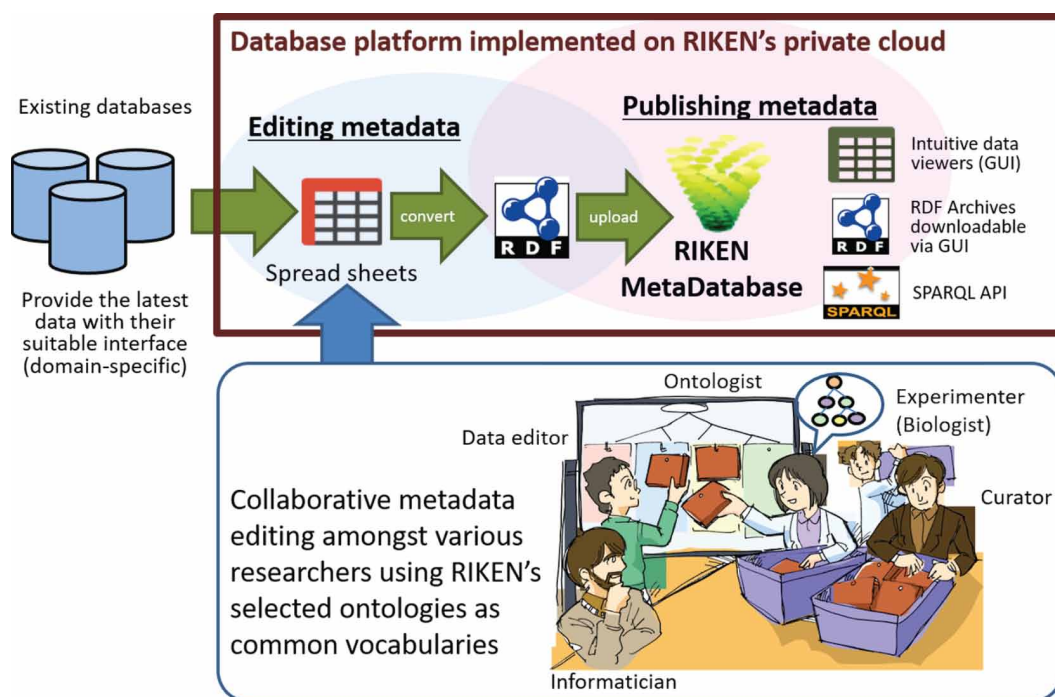 Database platform implemented on RIKEN's private cloud
Existing databases
Provide the latest
data with their
suitable interface
(domain-specific)
Editing metadata
Spread sheets
convert
RDF
upload
Publishing metadata
RIKEN
MetaDatabase
Intuitive data
viewers (GUI)
RDF
RDF Archives
downloadable
via GUI
SPARQL
SPARQL API
Collaborative metadata
editing amongst various
researchers using RIKEN's
selected ontologies as
common vocabularies
Data editor
Ontologist
Experimenter
(Biologist)
Curator
Informatician